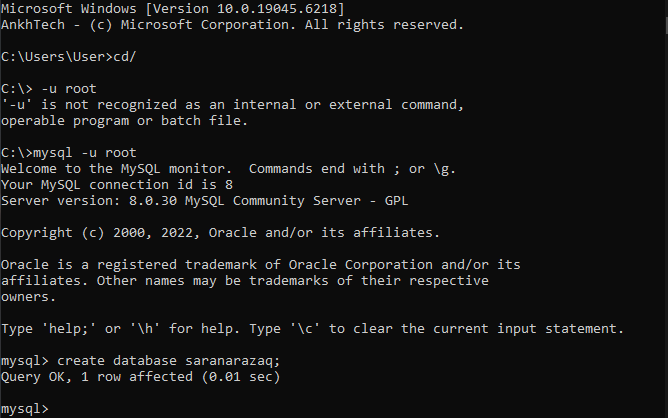 Microsoft Windows [Version 10.0.19045.6218]
AnkhTech - (c) Microsoft Corporation. All rights reserved.
C:\Users\User>cd/
C:\> -u root
'-u' is not recognized as an internal or external command,
operable program or batch file.
C:\>mysql -u root
Welcome to the MySQL monitor.  Commands end with ; or \g.
Your MySQL connection id is 8
Server version: 8.0.30 MySQL Community Server - GPL
Copyright (c) 2000, 2022, Oracle and/or its affiliates.
Oracle is a registered trademark of Oracle Corporation and/or its
affiliates. Other names may be trademarks of their respective
owners.
Type 'help;' or '\h' for help. Type '\c' to clear the current input statement.
mysql> create database saranarazaq;
Query OK, 1 row affected (0.01 sec)
mysql>